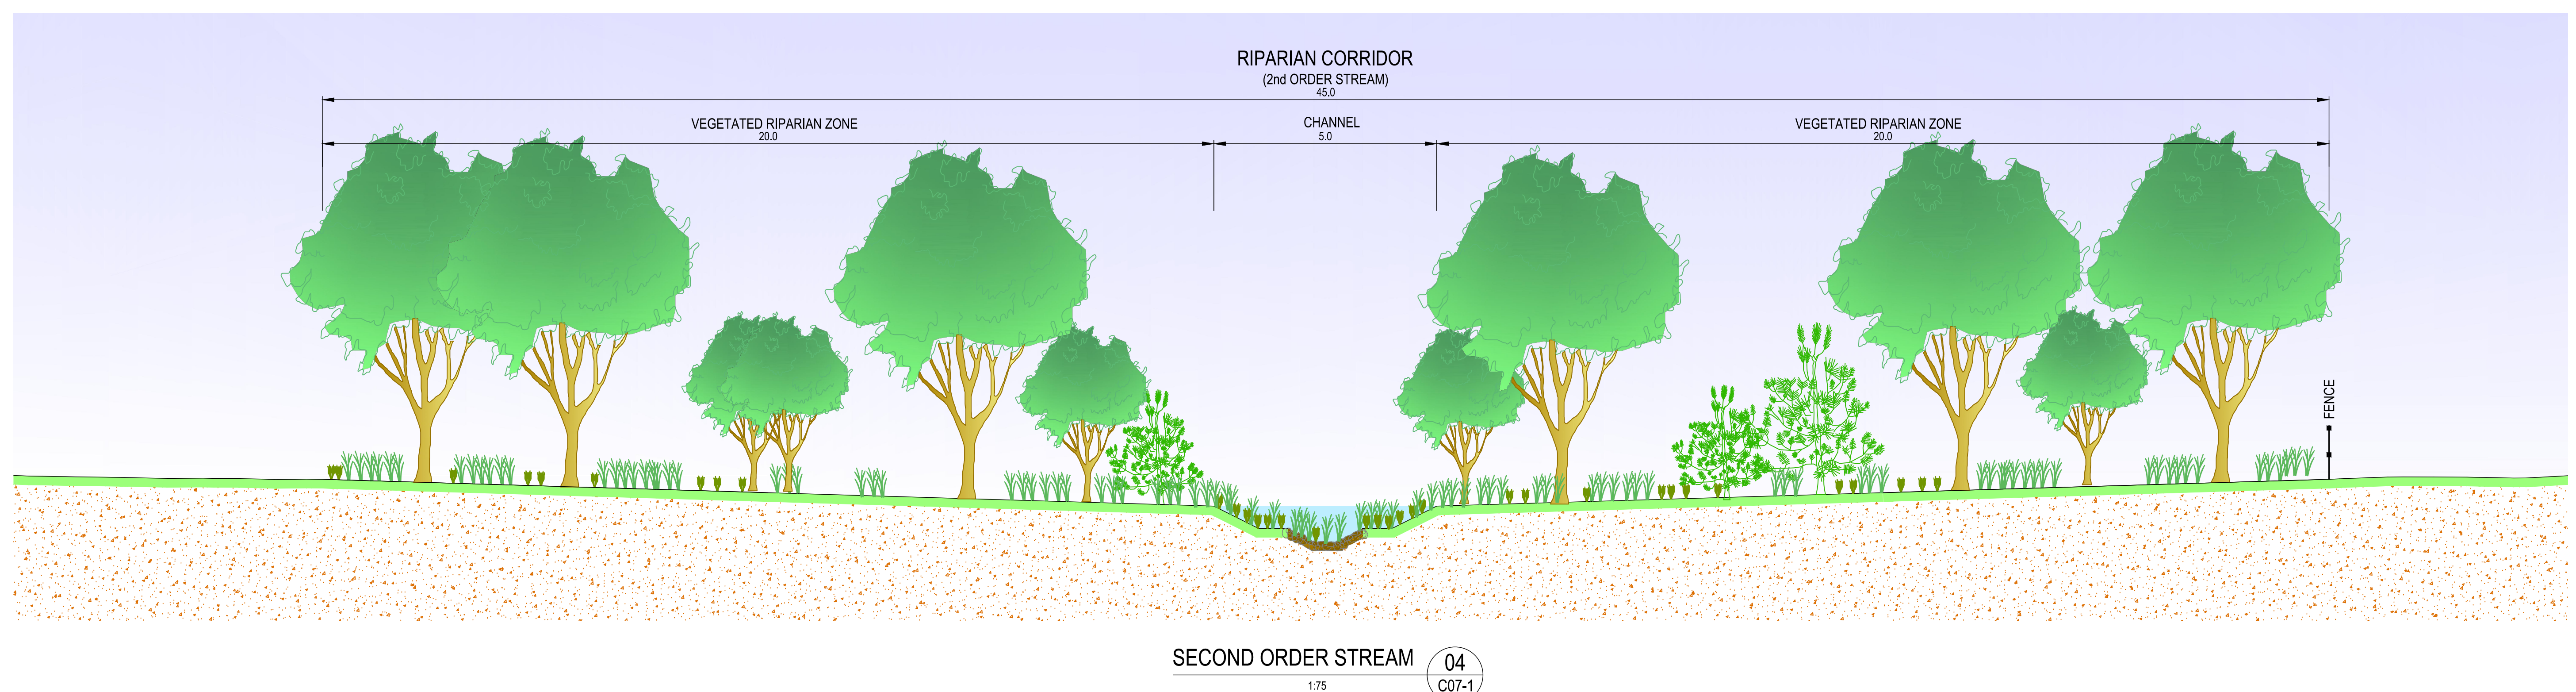 RIPARIAN CORRIDOR
(2nd ORDER STREAM)
45.0
VEGETATED RIPARIAN ZONE
20.0
CHANNEL
5.0
VEGETATED RIPARIAN ZONE
20.0
FENCE
SECOND ORDER STREAM
1:75
04
C07-1